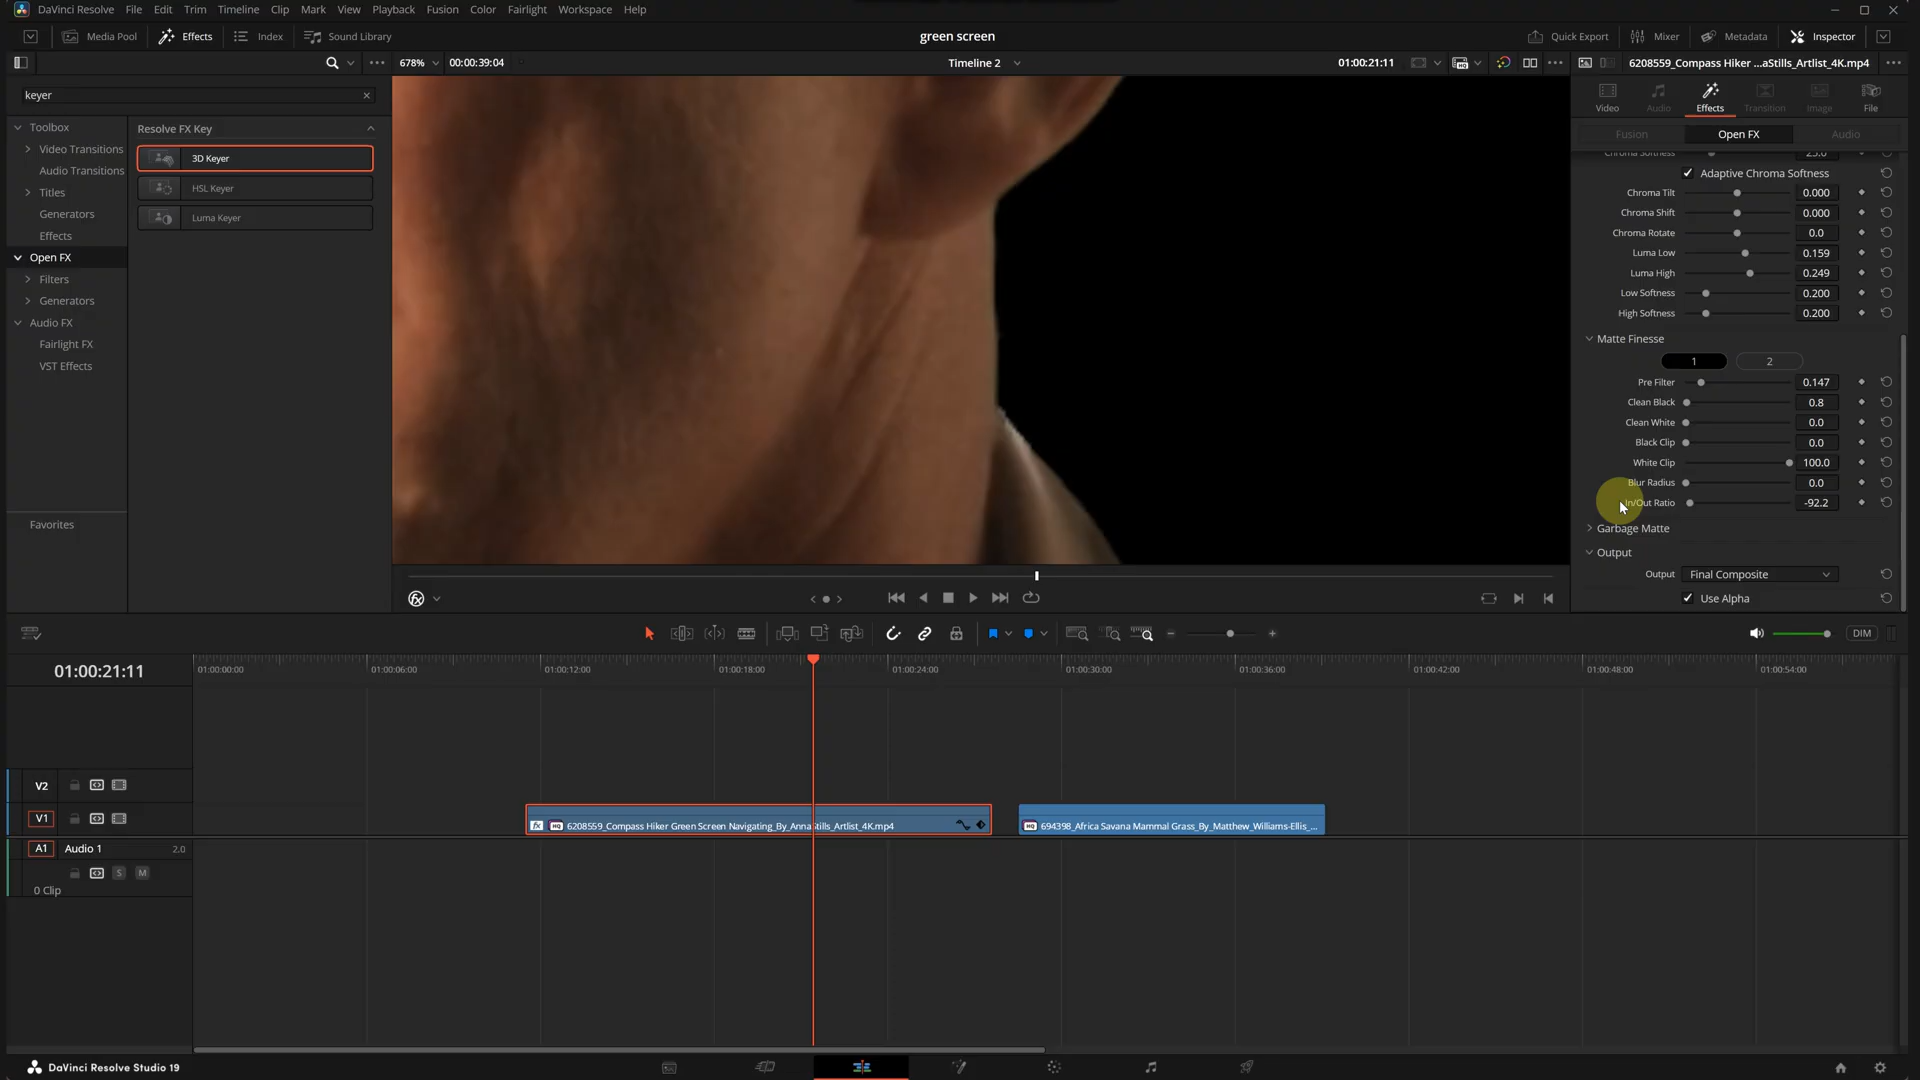 DaVinci Resolve File Edit Trim Timeline Clip Mark View Playback Fusion Color Fairlight Workspace Help
Media Pool Effects Index Sound Library green screen Quick Export Mixer Metadata Inspector
678% 00:00:39:04 Timeline 2 01:00:21:11 6208559_Compass Hiker ...aStills_Artlist_4K.mp4
keyer
Toolbox
Video Transitions
Audio Transitions
Titles
Generators
Effects
Open FX
Filters
Generators
Audio FX
Fairlight FX
VST Effects
Favorites
Resolve FX Key
3D Keyer
HSL Keyer
Luma Keyer
Video Audio Effects Transition Image File
Fusion Open FX Audio
Chroma Softness 25.0
Adaptive Chroma Softness
Chroma Tilt 0.000
Chroma Shift 0.000
Chroma Rotate 0.0
Luma Low 0.159
Luma High 0.249
Low Softness 0.200
High Softness 0.200
Matte Finesse
1 2
Pre Filter 0.147
Clean Black 0.8
Clean White 0.0
Black Clip 0.0
White Clip 100.0
Blur Radius 0.0
In/Out Ratio -92.2
Garbage Matte
Output
Output Final Composite
Use Alpha
DIM
01:00:21:11
01:00:00:00 01:00:06:00 01:00:12:00 01:00:18:00 01:00:24:00 01:00:30:00 01:00:36:00 01:00:42:00 01:00:48:00 01:00:54:00
V2
V1
fx HQ 6208559_Compass Hiker Green Screen Navigating_By_AnnaStills_Artlist_4K.mp4
HQ 694398_Africa Savana Mammal Grass_By_Matthew_Williams-Ellis_...
A1 Audio 1 2.0
S M
0 Clip
DaVinci Resolve Studio 19